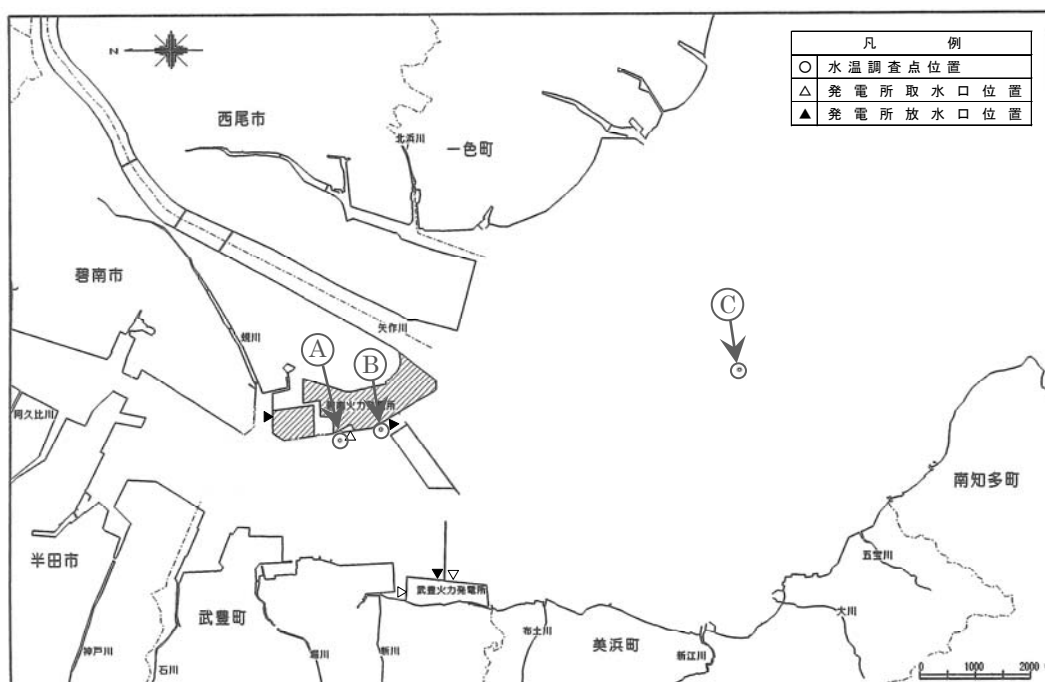 凡 例
○ 水温調査点位置
△ 発電所取水口位置
▲ 発電所放水口位置
N
西尾市
北浜川
一色町
碧南市
矢作川
蜆川
Ⓐ
Ⓑ
Ⓒ
碧南火力発電所
阿久比川
南知多町
半田市
五宝川
武豊火力発電所
武豊町
大川
布土川
美浜町
新江川
神戸川
石川
堀川
新川
0 1000 2000